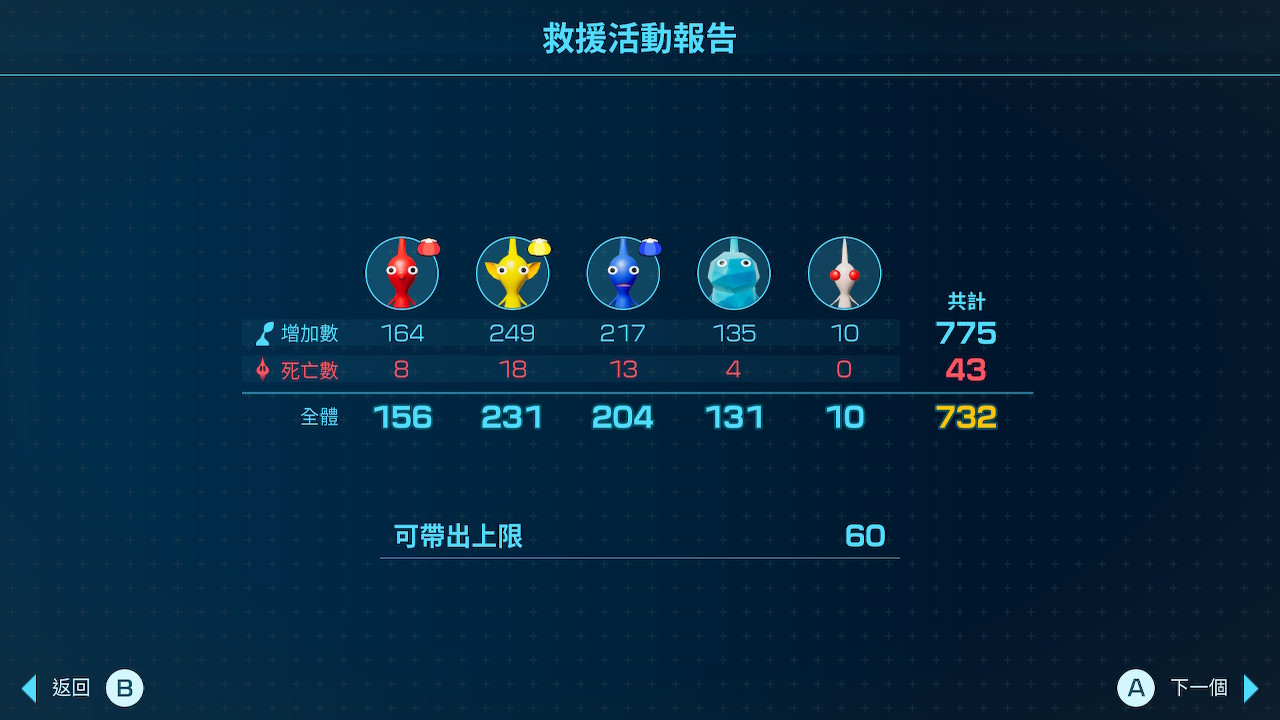 救援活動報告
共計
增加數 164 249 217 135 10 775
死亡數 8 18 13 4 0 43
全體 156 231 204 131 10 732
可帶出上限 60
返回 B A 下一個